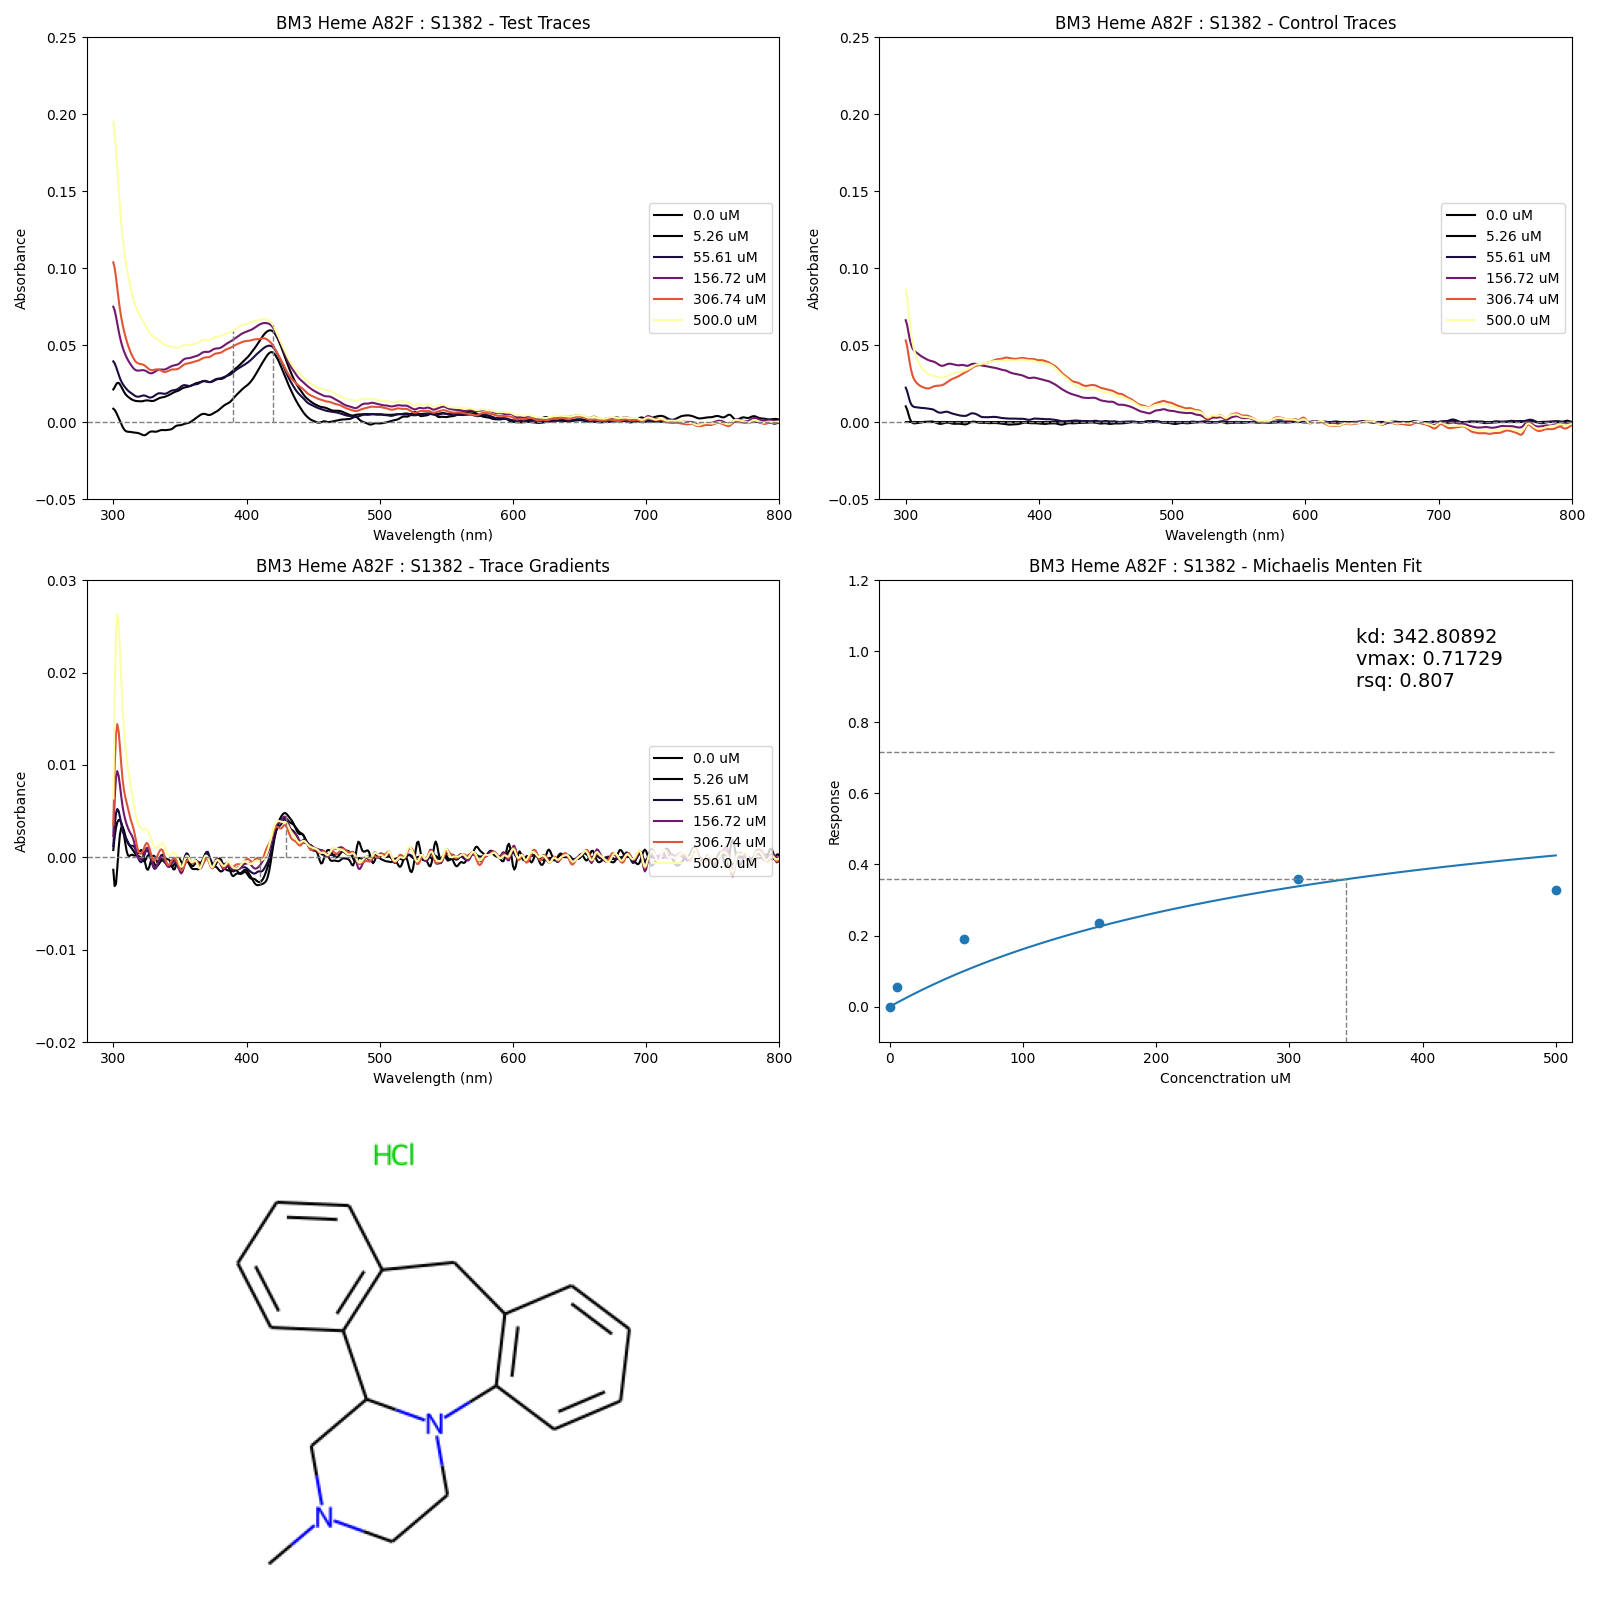 BM3 Heme A82F : S1382 - Test Traces
0.25
0.20
0.15
0.10
0.05
0.00
−0.05
Absorbance
300 400 500 600 700 800
Wavelength (nm)
0.0 uM
5.26 uM
55.61 uM
156.72 uM
306.74 uM
500.0 uM
BM3 Heme A82F : S1382 - Control Traces
0.25
0.20
0.15
0.10
0.05
0.00
−0.05
Absorbance
300 400 500 600 700 800
Wavelength (nm)
0.0 uM
5.26 uM
55.61 uM
156.72 uM
306.74 uM
500.0 uM
BM3 Heme A82F : S1382 - Trace Gradients
0.03
0.02
0.01
0.00
−0.01
−0.02
Absorbance
300 400 500 600 700 800
Wavelength (nm)
0.0 uM
5.26 uM
55.61 uM
156.72 uM
306.74 uM
500.0 uM
BM3 Heme A82F : S1382 - Michaelis Menten Fit
1.2
1.0
0.8
0.6
0.4
0.2
0.0
Response
0 100 200 300 400 500
Concenctration uM
kd: 342.80892
vmax: 0.71729
rsq: 0.807
HCl
N
N